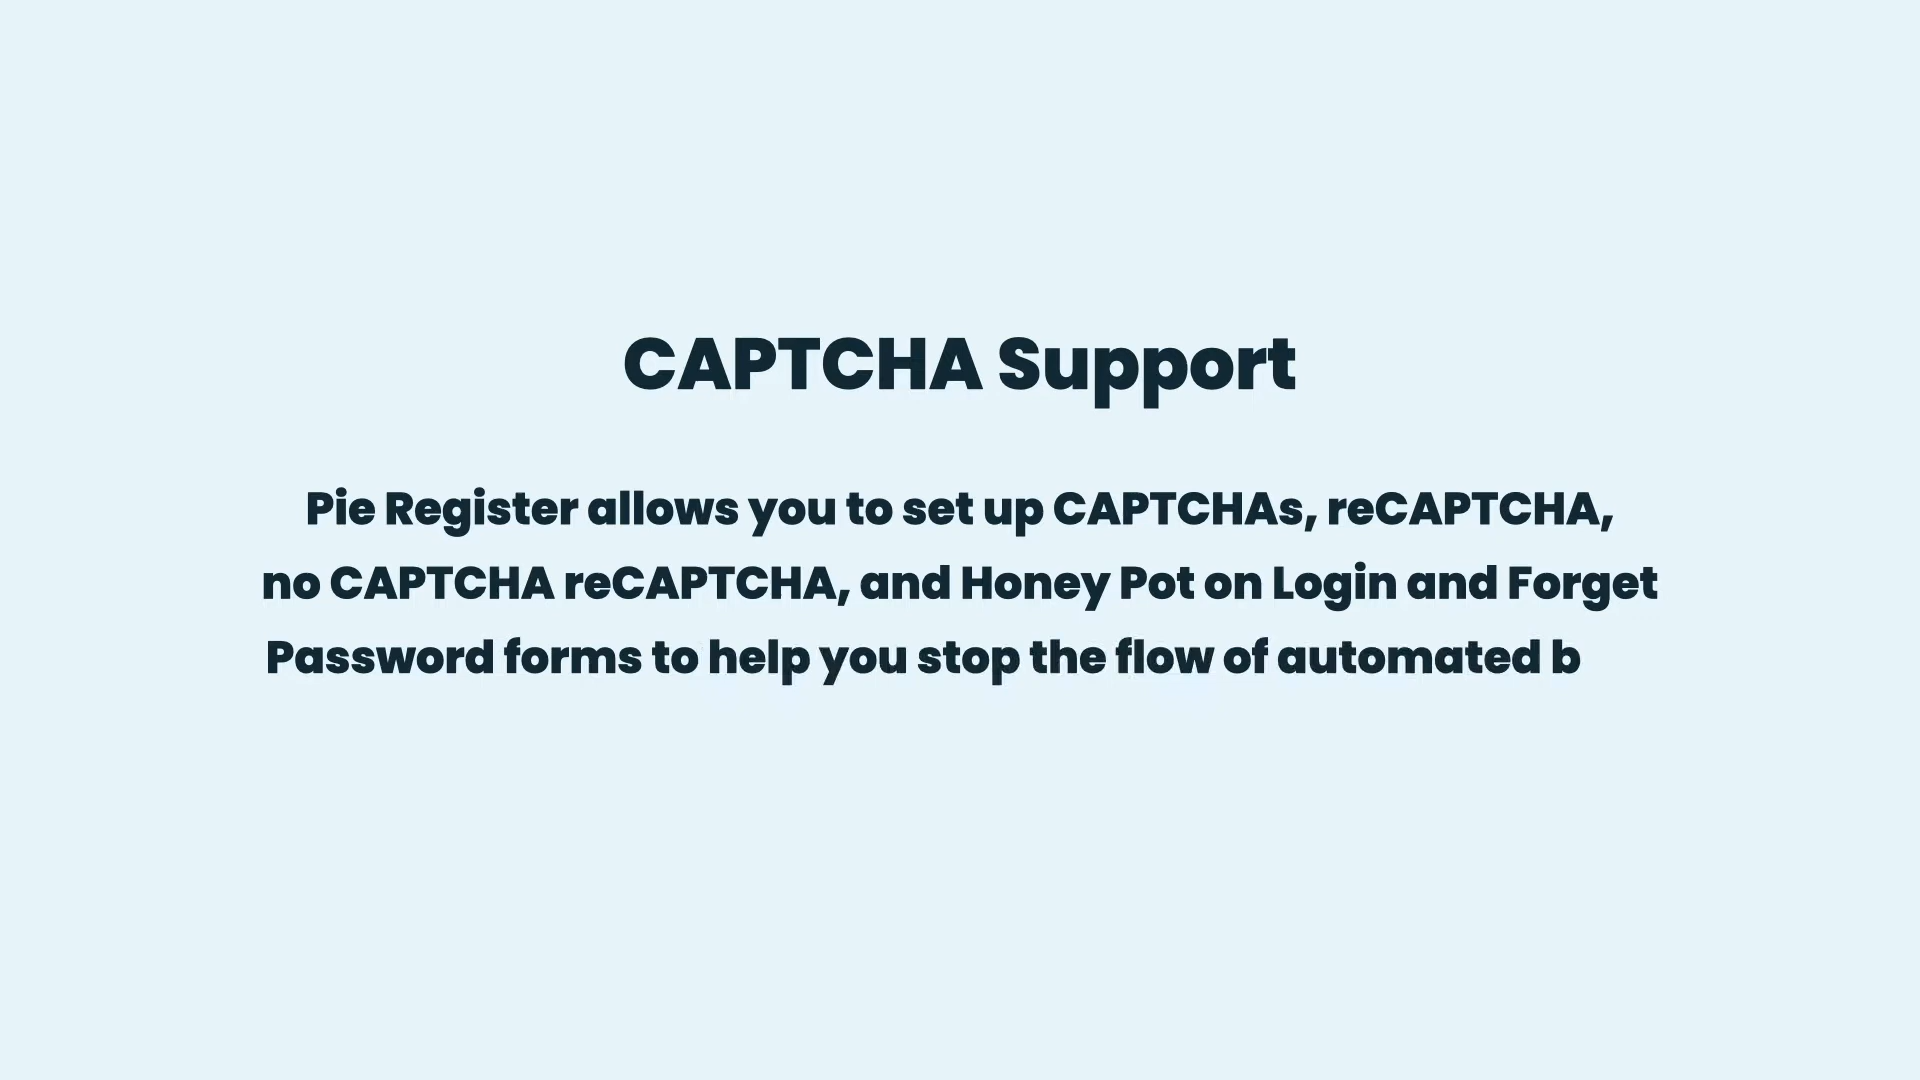 CAPTCHA Support
Pie Register allows you to set up CAPTCHAs, reCAPTCHA,
no CAPTCHA reCAPTCHA, and Honey Pot on Login and Forget
Password forms to help you stop the flow of automated b